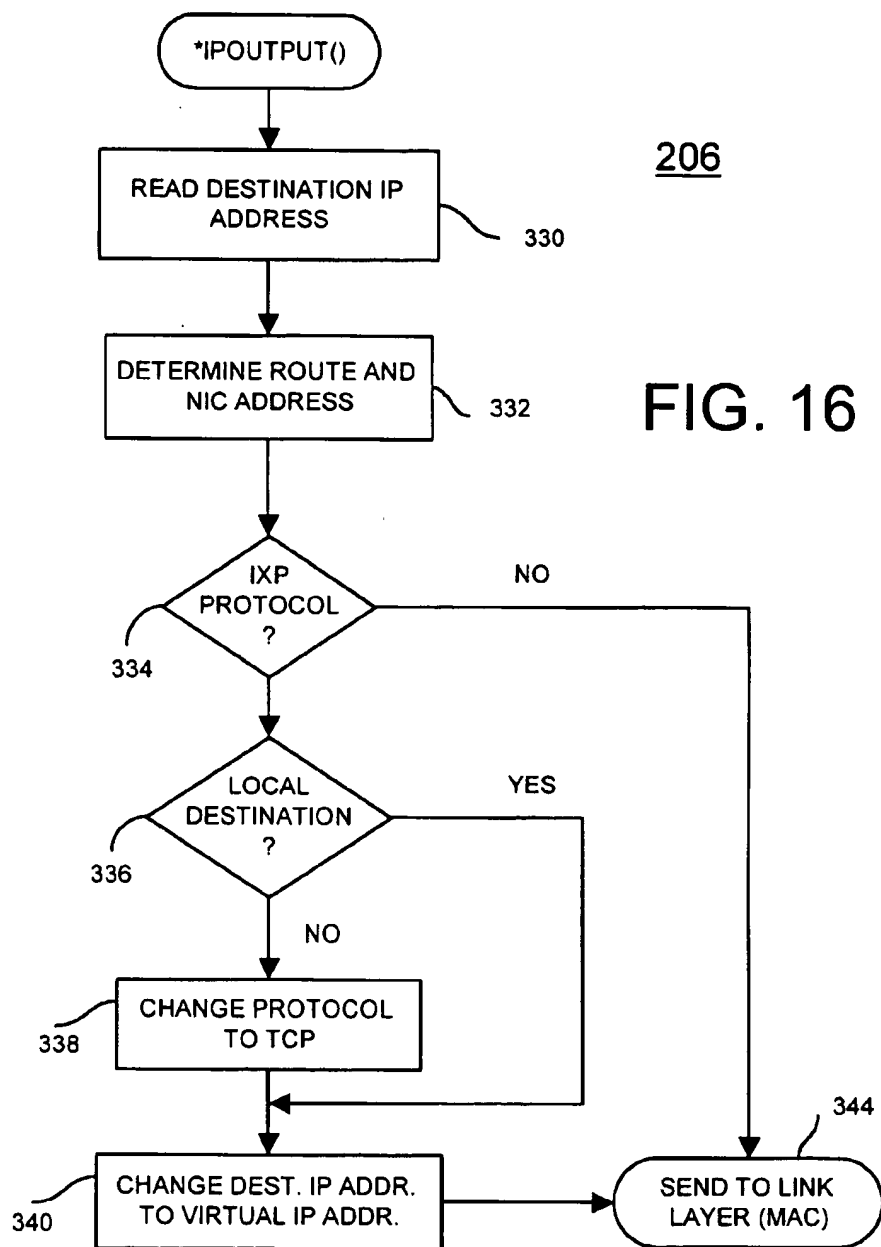 *IPOUTPUT()
206
READ DESTINATION IP
ADDRESS
330
DETERMINE ROUTE AND
NIC ADDRESS
332
FIG. 16
IXP
PROTOCOL
?
NO
334
LOCAL
DESTINATION
?
YES
336
NO
CHANGE PROTOCOL
TO TCP
338
344
CHANGE DEST. IP ADDR.
TO VIRTUAL IP ADDR.
340
SEND TO LINK
LAYER (MAC)